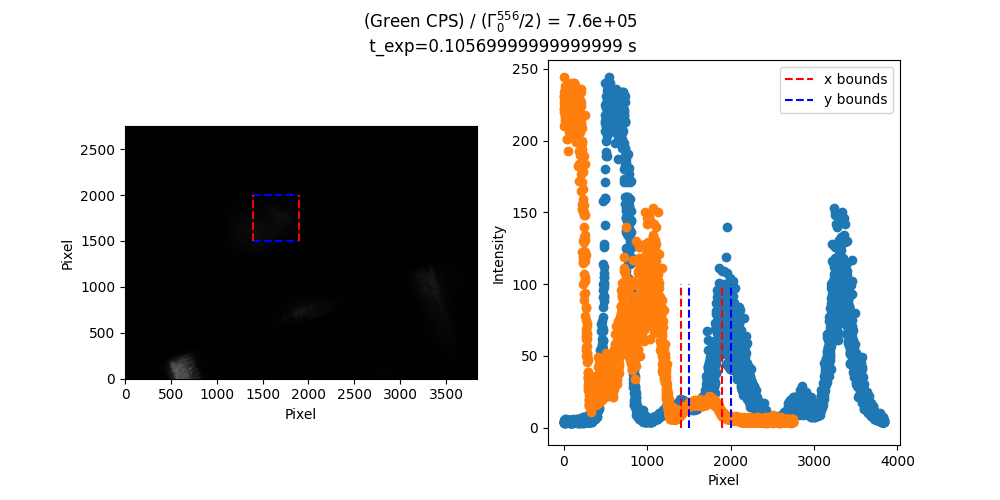 (Green CPS) / (Γ₀⁵⁵⁶/2) = 7.6e+05
t_exp=0.10569999999999999 s
250
200
150
100
50
0
Intensity
0 1000 2000 3000 4000
Pixel
x bounds
y bounds
2500
2000
1500
1000
500
0
Pixel
0 500 1000 1500 2000 2500 3000 3500
Pixel